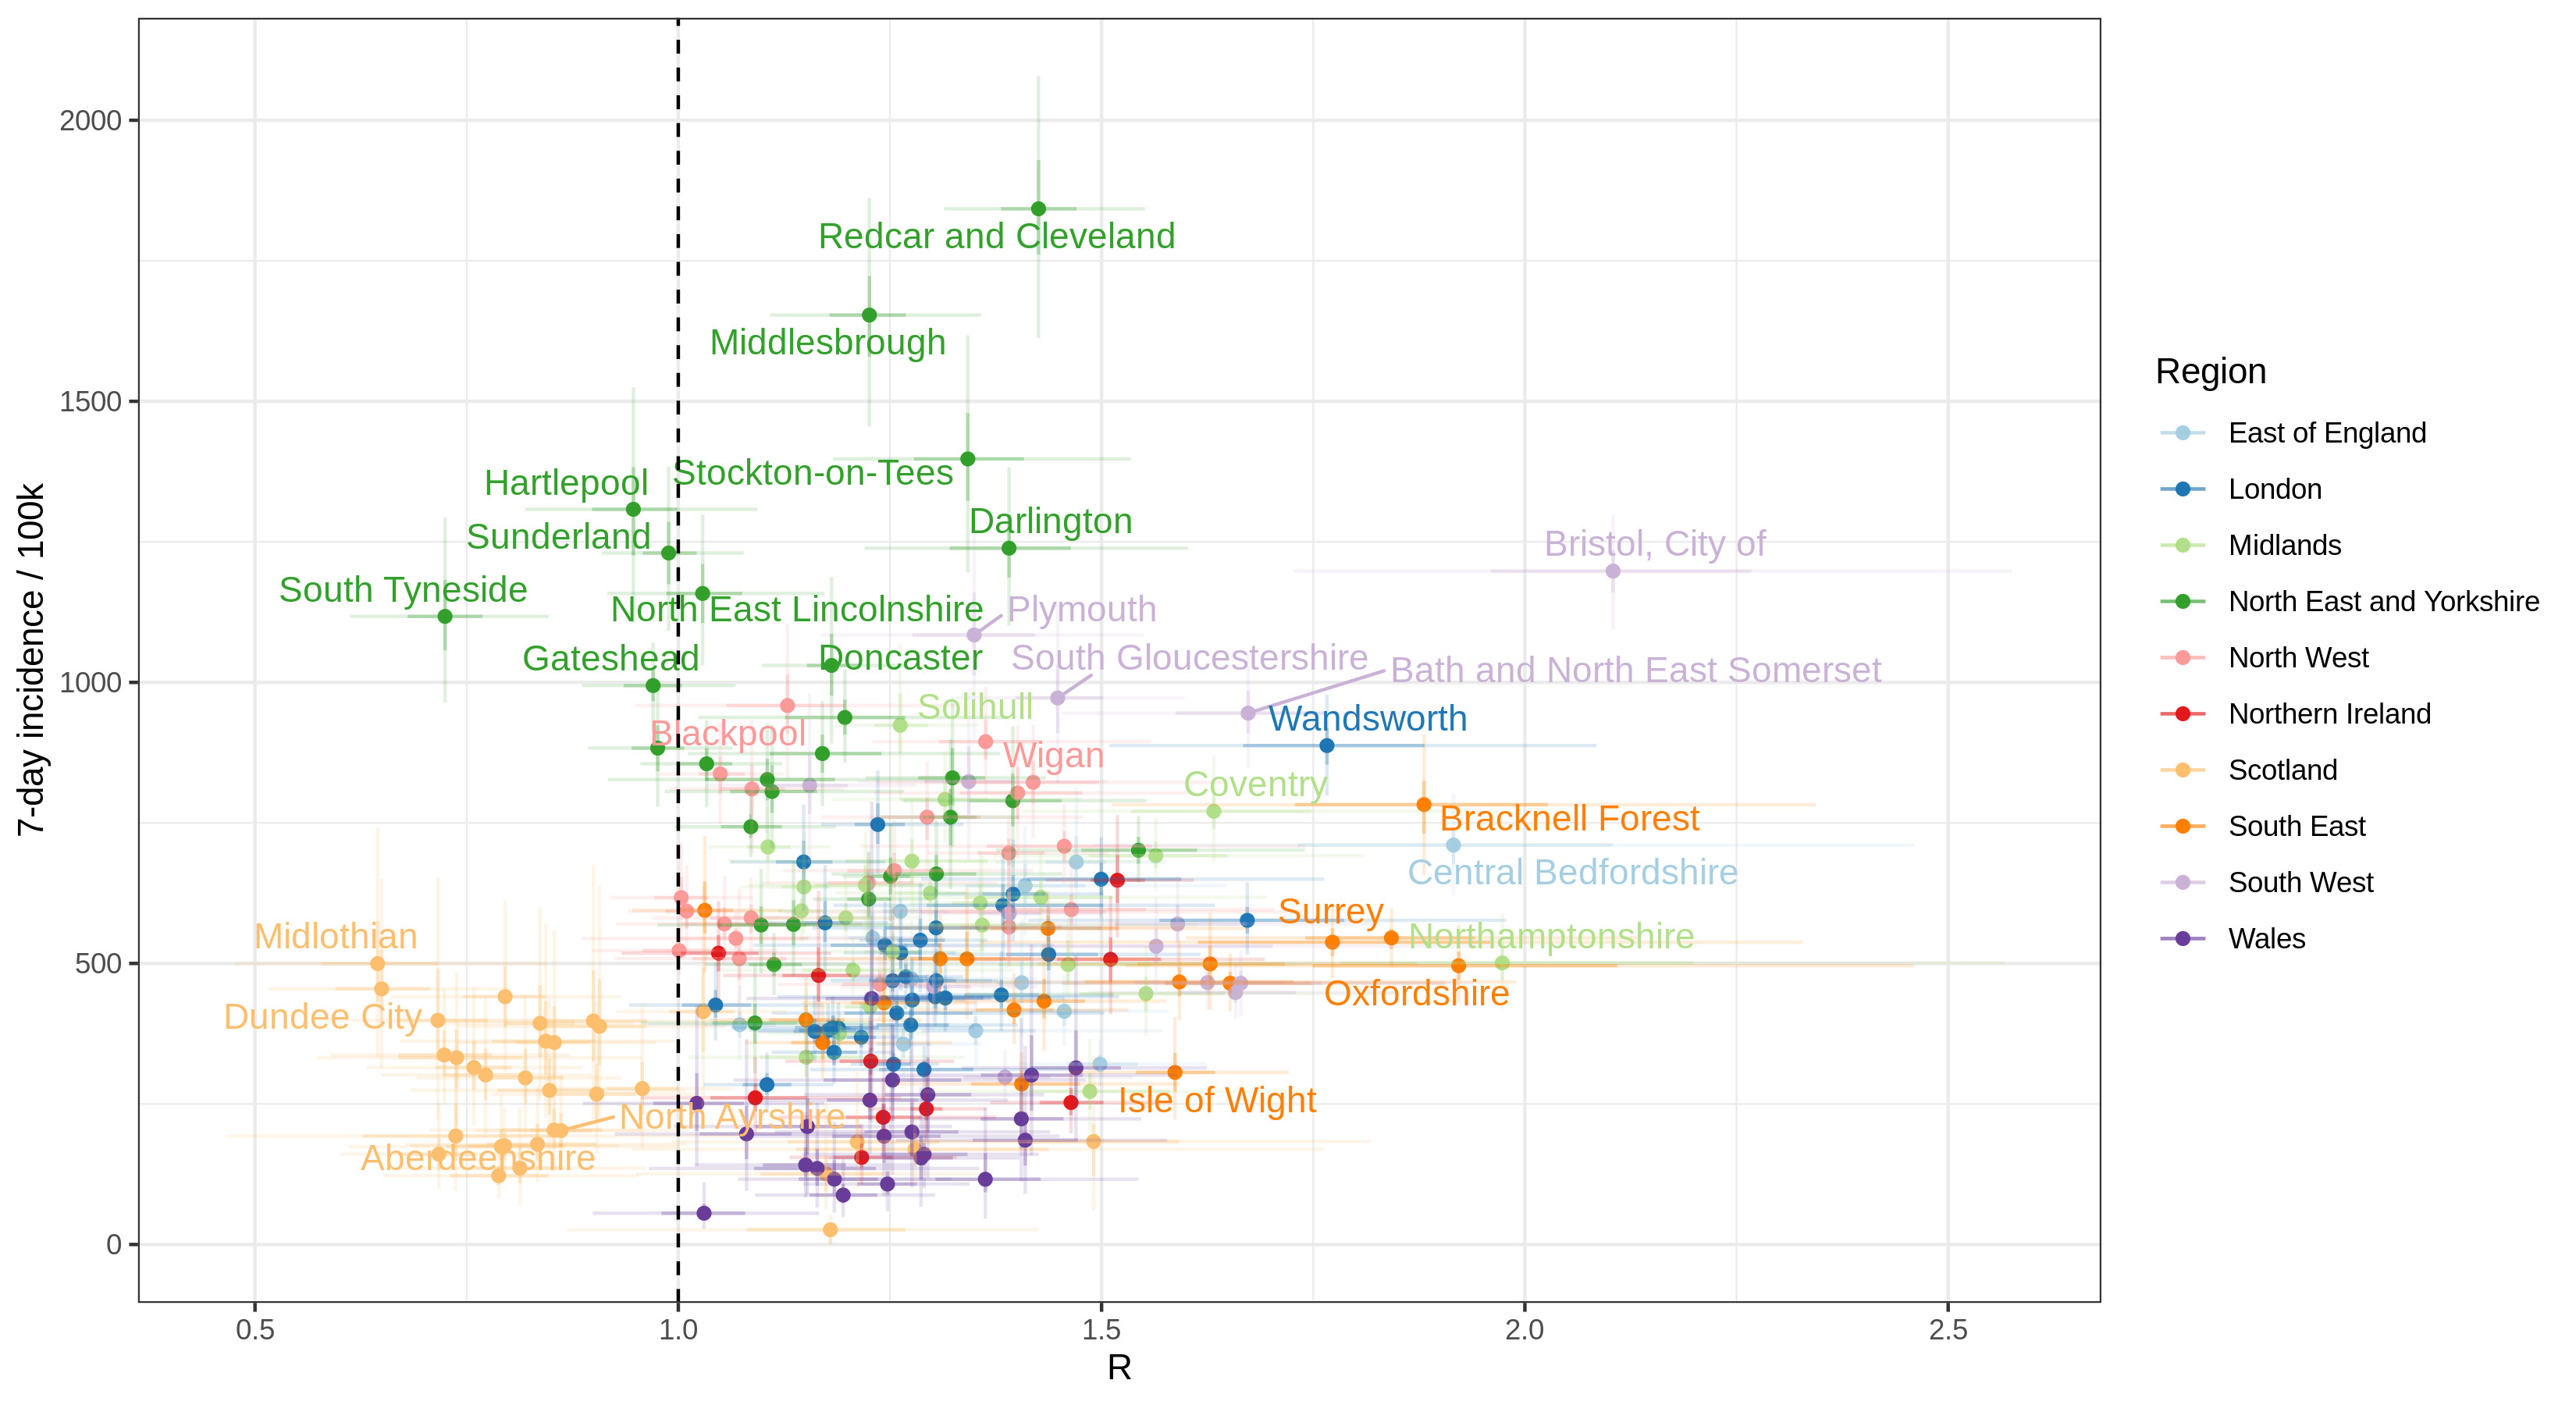 2000
1500
1000
500
0
7-day incidence / 100k
Redcar and Cleveland
Middlesbrough
Stockton-on-Tees
Hartlepool
Darlington
Sunderland
Bristol, City of
South Tyneside
North East Lincolnshire
Plymouth
Gateshead
Doncaster
South Gloucestershire
Bath and North East Somerset
Solihull
Wandsworth
Blackpool
Wigan
Coventry
Bracknell Forest
Central Bedfordshire
Surrey
Midlothian
Northamptonshire
Oxfordshire
Dundee City
Isle of Wight
North Ayrshire
Aberdeenshire
0.5
1.0
1.5
2.0
2.5
R
Region
East of England
London
Midlands
North East and Yorkshire
North West
Northern Ireland
Scotland
South East
South West
Wales